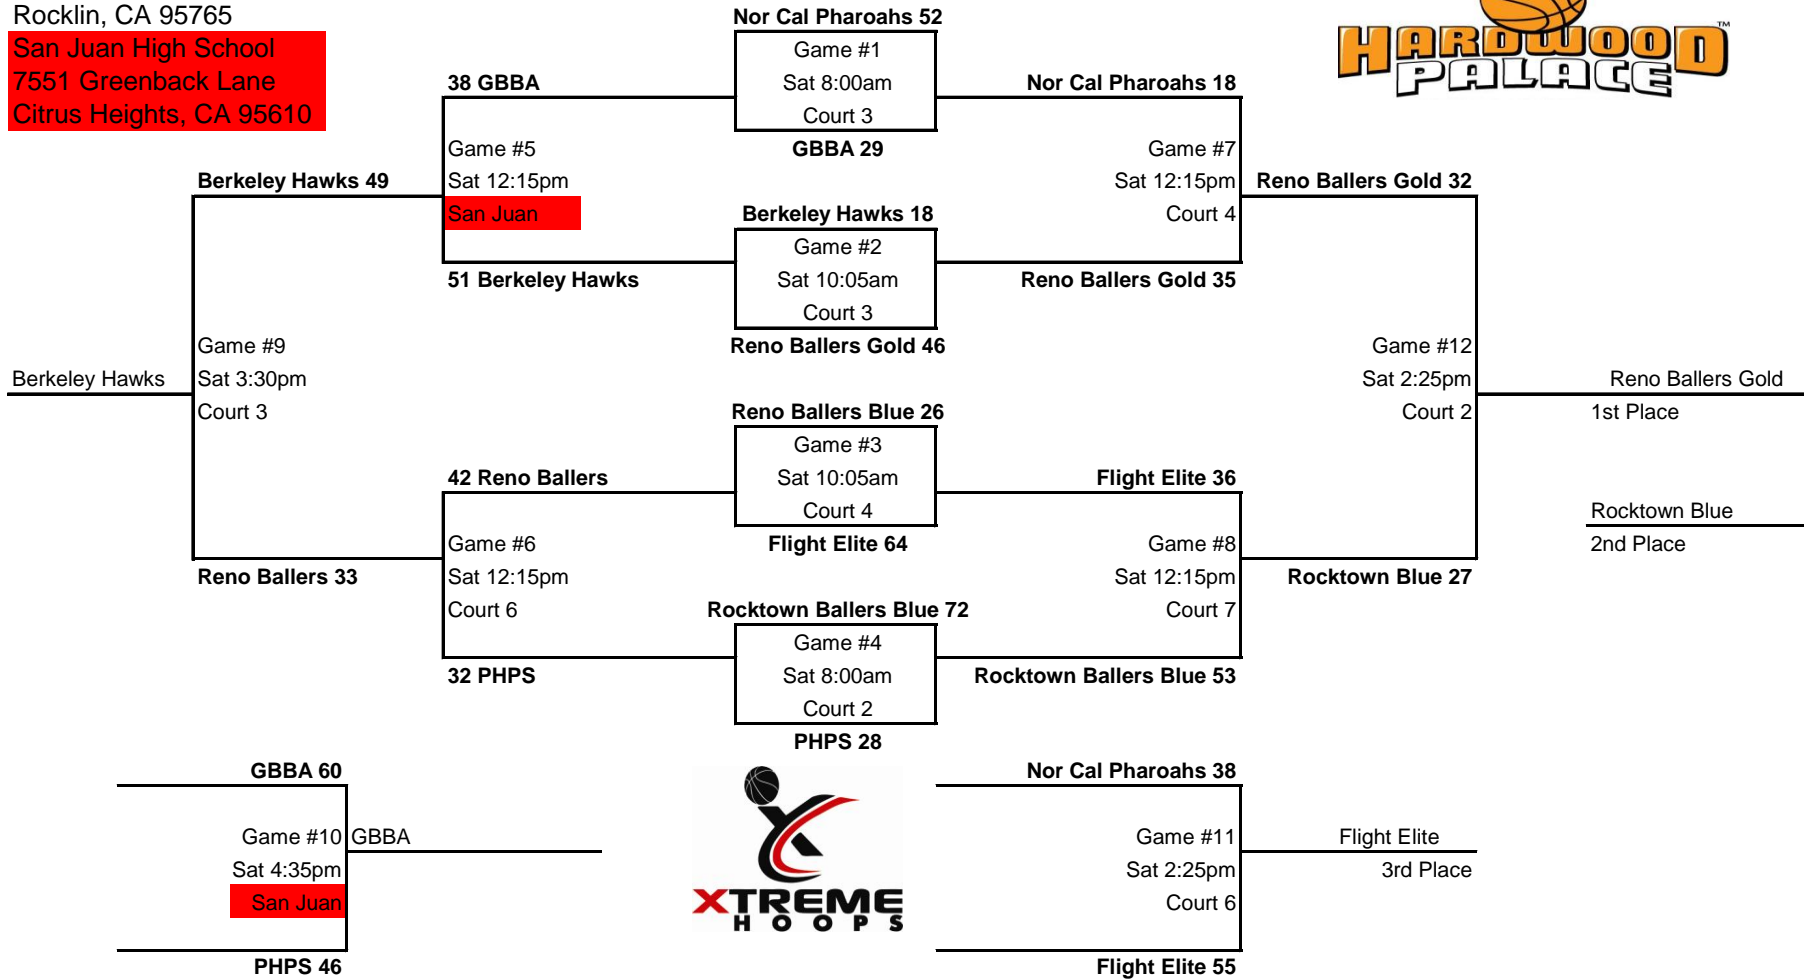 Rocklin, CA 95765
San Juan High School
7551 Greenback Lane
Citrus Heights, CA 95610
HARDWOOD
PALACE
™
Nor Cal Pharoahs 52
Game #1
Sat 8:00am
Court 3
GBBA 29
38 GBBA
Game #5
Sat 12:15pm
San Juan
51 Berkeley Hawks
Nor Cal Pharoahs 18
Game #7
Sat 12:15pm
Court 4
Reno Ballers Gold 35
Berkeley Hawks 49
Reno Ballers Gold 32
Berkeley Hawks 18
Game #2
Sat 10:05am
Court 3
Reno Ballers Gold 46
Game #9
Sat 3:30pm
Court 3
Berkeley Hawks
Game #12
Sat 2:25pm
Court 2
Reno Ballers Gold
1st Place
Reno Ballers Blue 26
Game #3
Sat 10:05am
Court 4
Flight Elite 64
42 Reno Ballers
Game #6
Sat 12:15pm
Court 6
32 PHPS
Flight Elite 36
Game #8
Sat 12:15pm
Court 7
Rocktown Ballers Blue 53
Rocktown Blue
2nd Place
Reno Ballers 33
Rocktown Blue 27
Rocktown Ballers Blue 72
Game #4
Sat 8:00am
Court 2
PHPS 28
GBBA 60
Game #10
Sat 4:35pm
San Juan
PHPS 46
GBBA
XTREME
HOOPS
Nor Cal Pharoahs 38
Game #11
Sat 2:25pm
Court 6
Flight Elite 55
Flight Elite
3rd Place